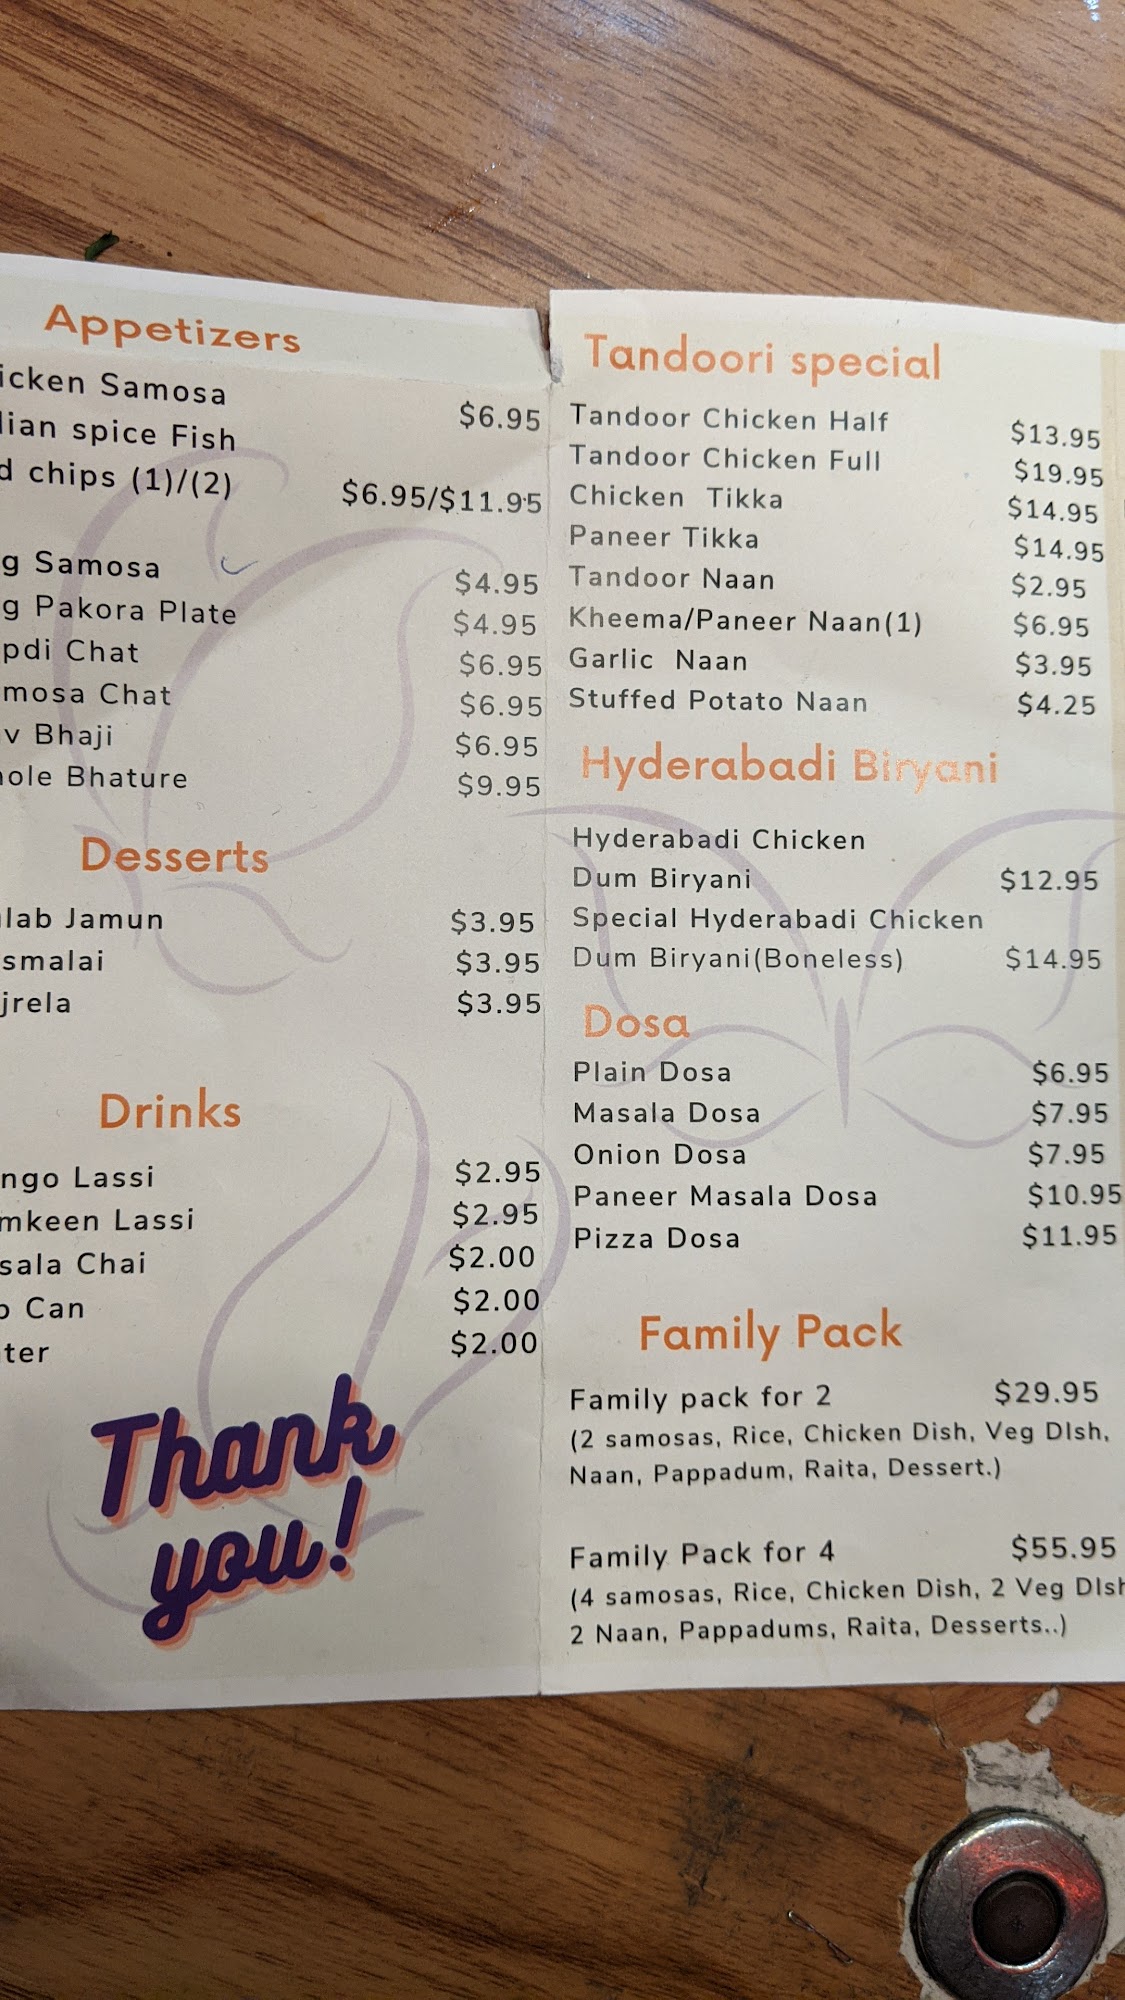 Appetizers
icken Samosa $6.95
lian spice Fish
d chips (1)/(2) $6.95/$11.95
g Samosa $4.95
g Pakora Plate $4.95
pdi Chat $6.95
mosa Chat $6.95
v Bhaji $6.95
ole Bhature $9.95
Desserts
lab Jamun $3.95
smalai $3.95
jrela $3.95
Drinks
ngo Lassi $2.95
mkeen Lassi $2.95
sala Chai $2.00
p Can $2.00
ter $2.00
Thank
you!
Tandoori special
Tandoor Chicken Half $13.95
Tandoor Chicken Full $19.95
Chicken Tikka $14.95
Paneer Tikka $14.95
Tandoor Naan $2.95
Kheema/Paneer Naan(1) $6.95
Garlic Naan $3.95
Stuffed Potato Naan $4.25
Hyderabadi Biryani
Hyderabadi Chicken
Dum Biryani $12.95
Special Hyderabadi Chicken
Dum Biryani(Boneless) $14.95
Dosa
Plain Dosa $6.95
Masala Dosa $7.95
Onion Dosa $7.95
Paneer Masala Dosa $10.95
Pizza Dosa $11.95
Family Pack
Family pack for 2 $29.95
(2 samosas, Rice, Chicken Dish, Veg DIsh,
Naan, Pappadum, Raita, Dessert.)
Family Pack for 4 $55.95
(4 samosas, Rice, Chicken Dish, 2 Veg DIsh
2 Naan, Pappadums, Raita, Desserts..)